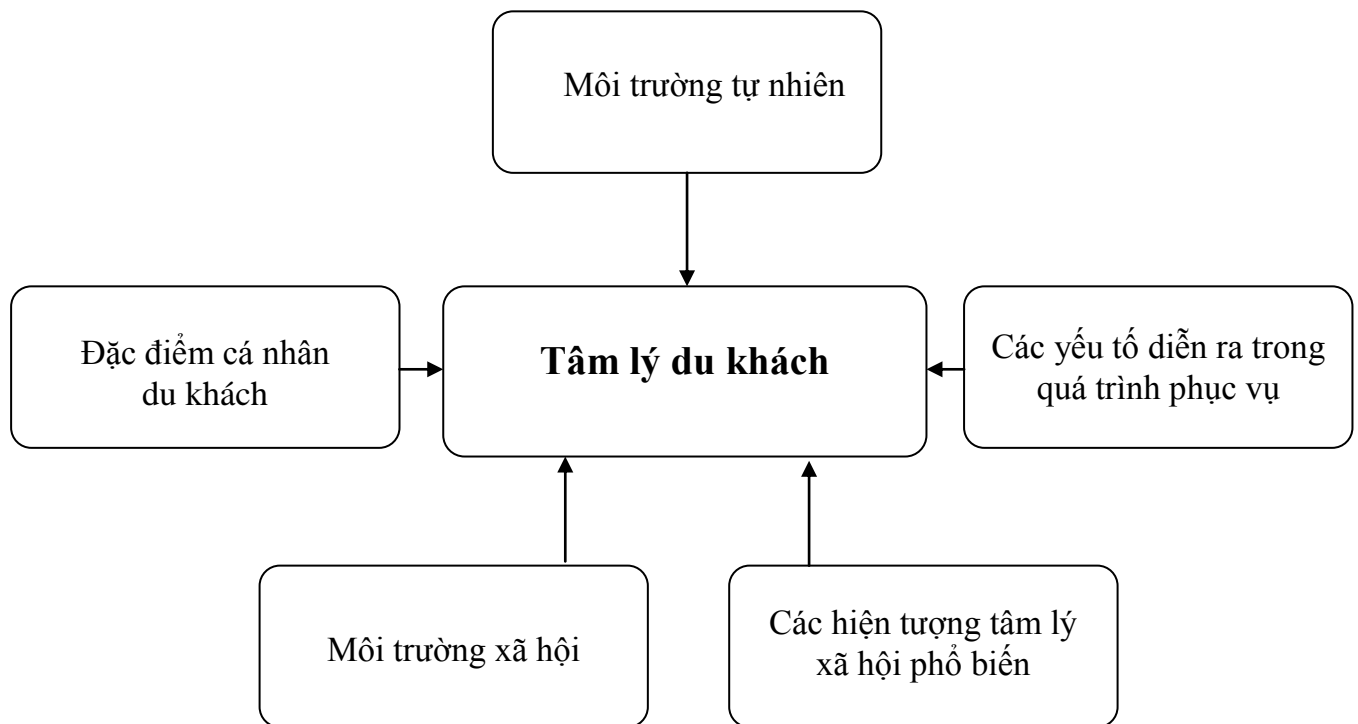 Môi trường tự nhiên
Đặc điểm cá nhân
du khách
Tâm lý du khách
Các yếu tố diễn ra trong
quá trình phục vụ
Môi trường xã hội
Các hiện tượng tâm lý
xã hội phổ biến